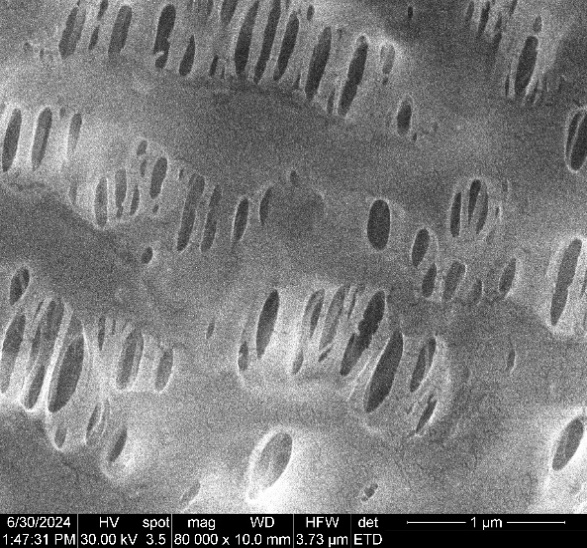 6/30/2024 HV spot mag WD HFW det 1 µm
1:47:31 PM 30.00 kV 3.5 80 000 x 10.0 mm 3.73 µm ETD